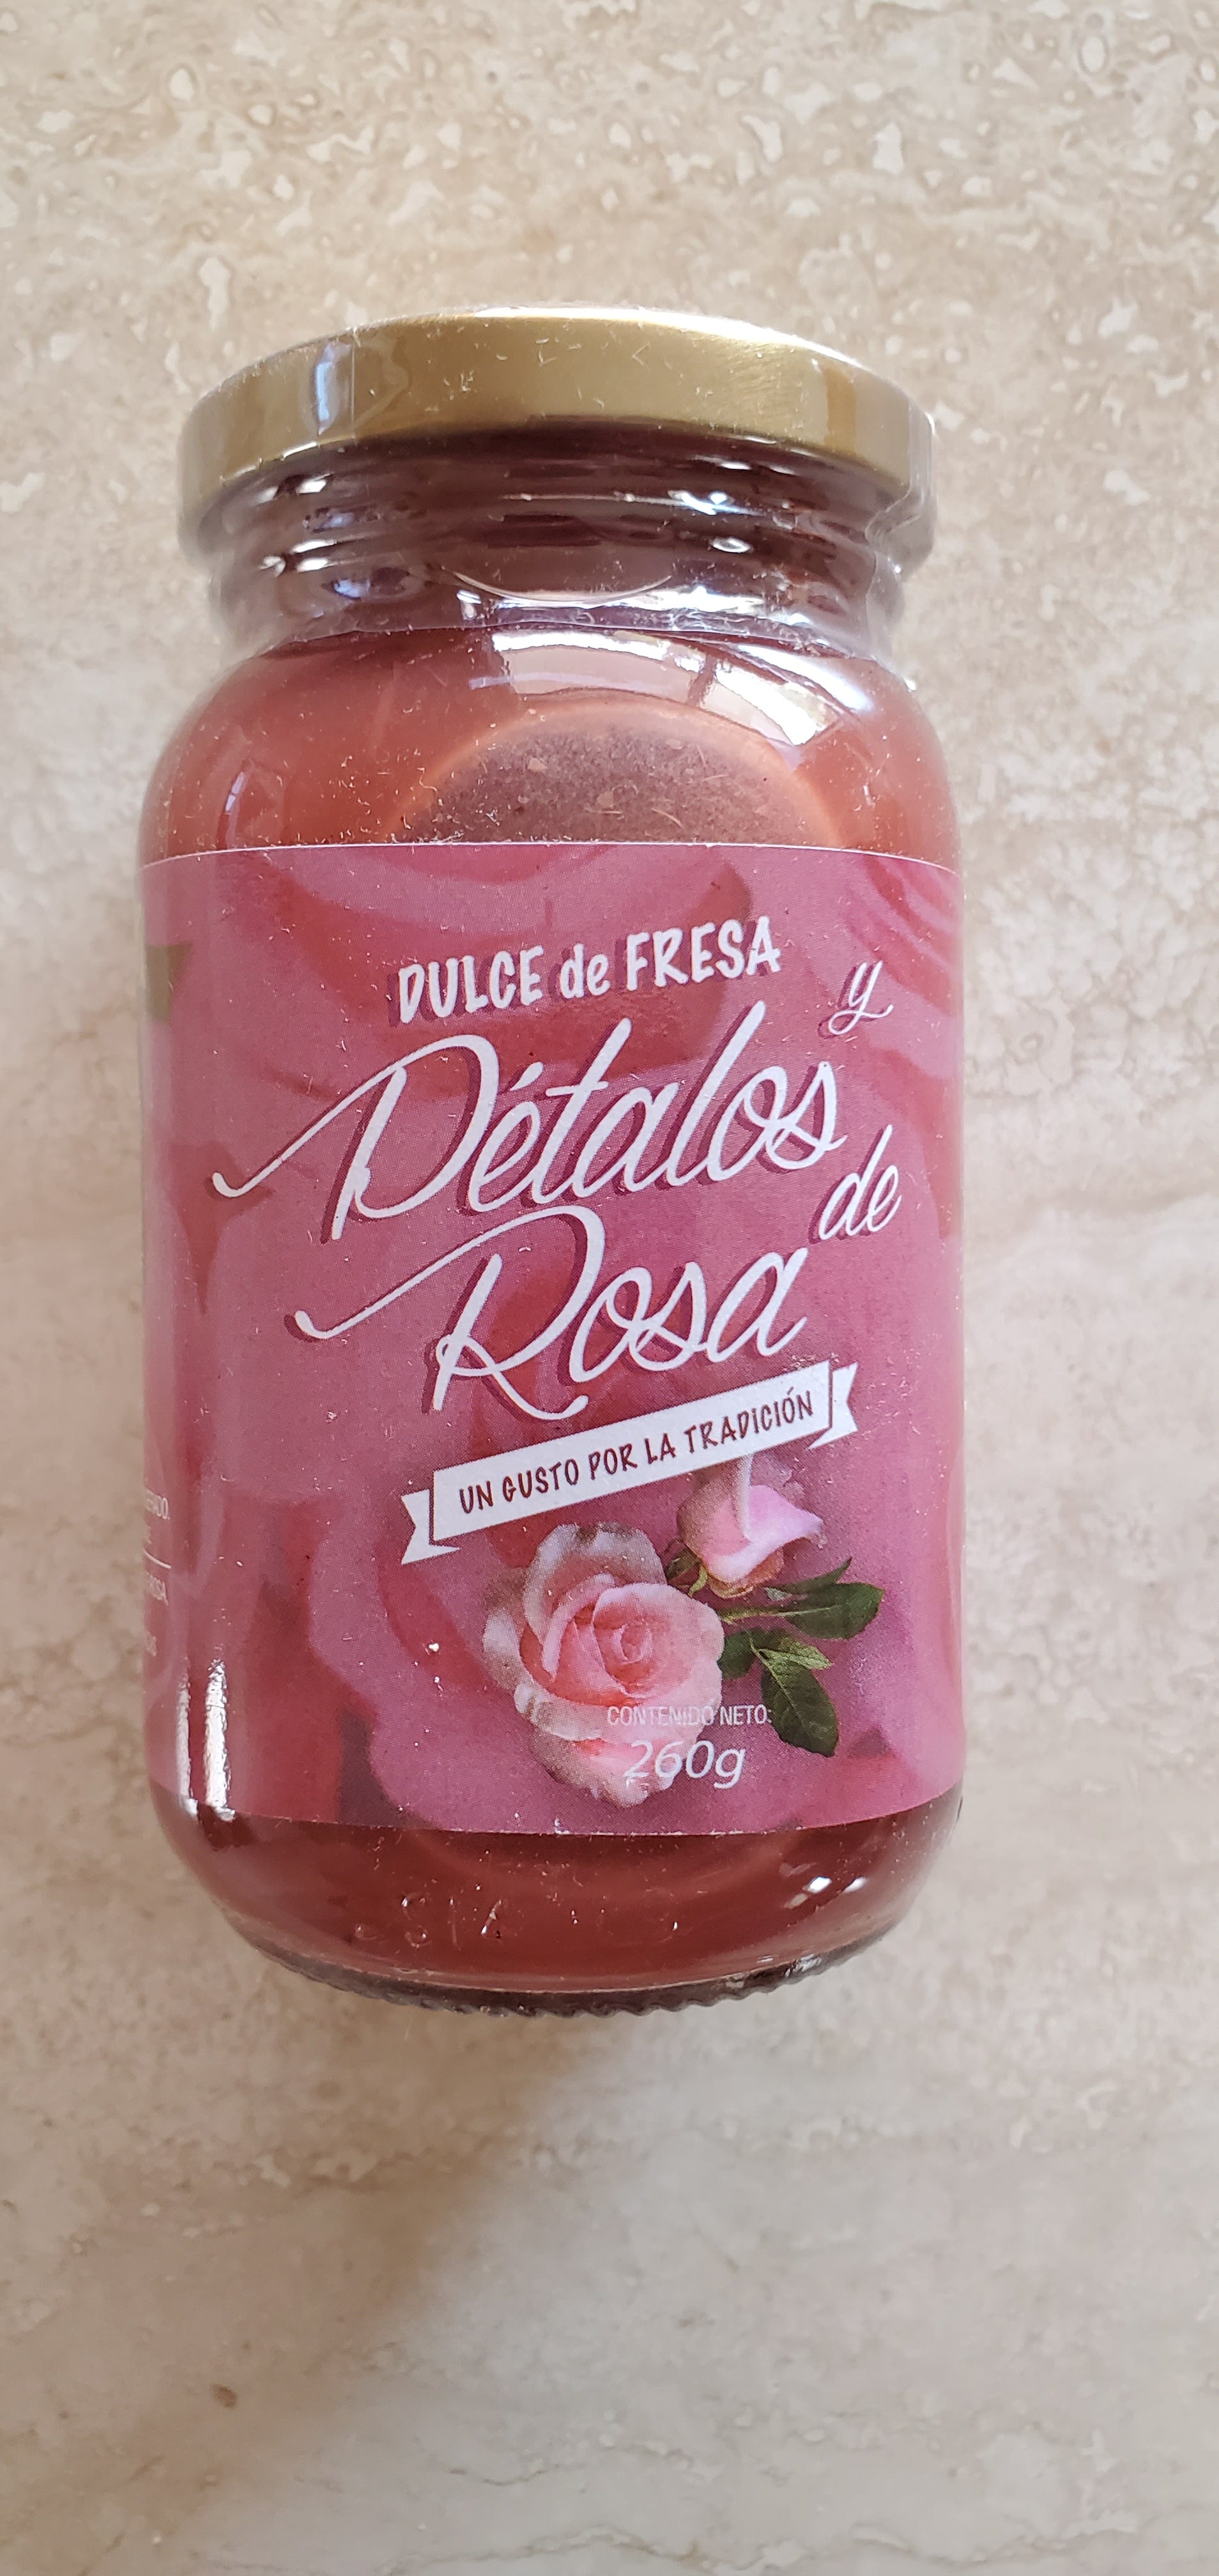 DULCE de FRESA
y
Pétalos
de
Rosa
UN GUSTO POR LA TRADICIÓN
CONTENIDO NETO:
260g